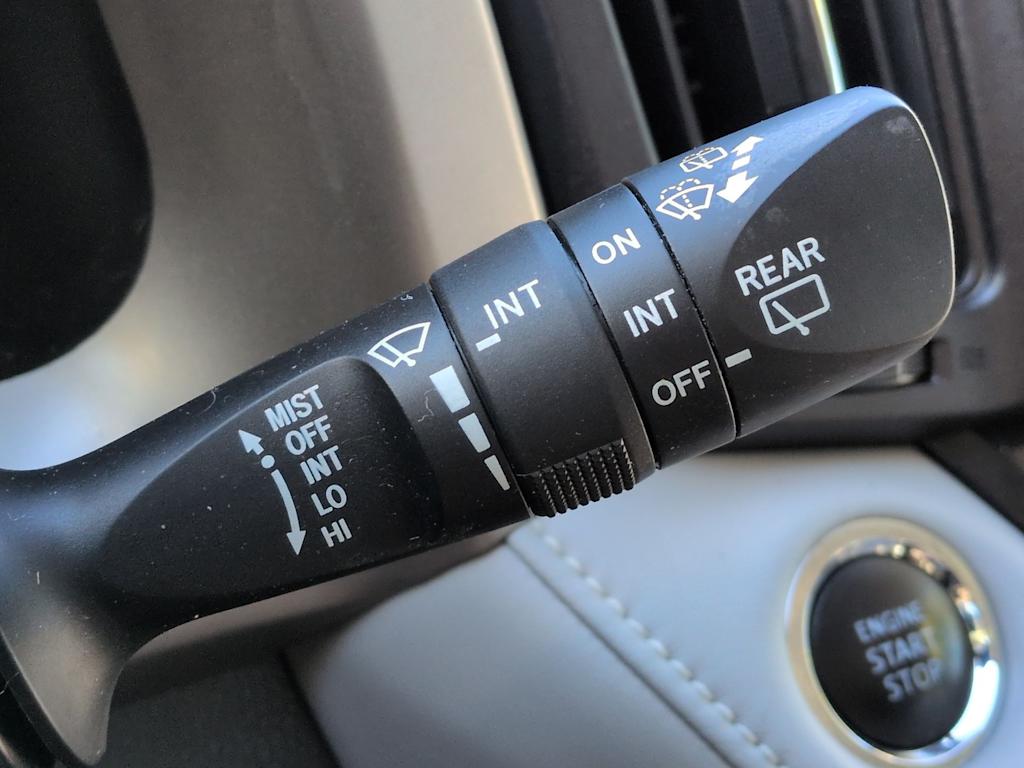 MIST
OFF
INT
LO
HI
INT
ON
INT
OFF
REAR
ENGINE
START
STOP